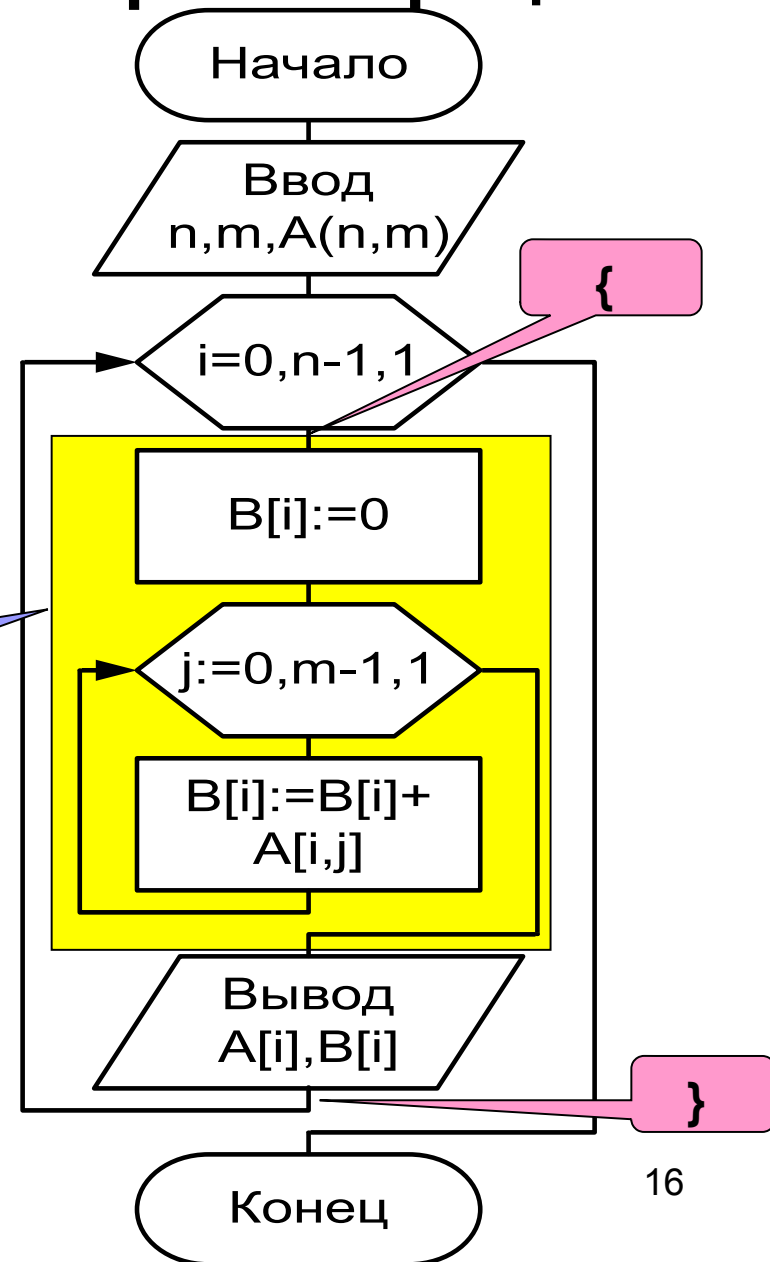 Начало
Ввод
n,m,A(n,m)
{
i=0,n-1,1
B[i]:=0
j:=0,m-1,1
B[i]:=B[i]+
A[i,j]
Вывод
A[i],B[i]
}
Конец
16